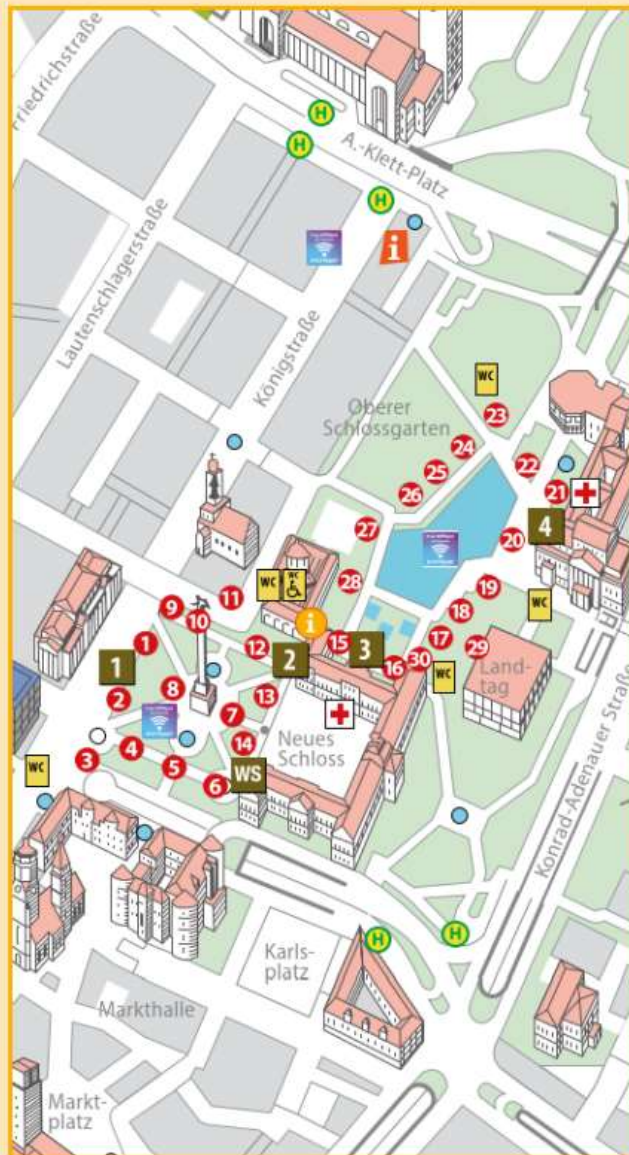 Friedrichstraße
H
H
A.-Klett-Platz
H
i
Lautenschlagerstraße
Königstraße
WC
Oberer
Schlossgarten
23
24
22
25
21
26
4
27
20
28
19
WC
WC
WC
11
9
10
18
i
17
29
1
12
2
15
3
16
30
Land-
tag
WC
1
2
8
13
7
Neues
Schloss
14
3
4
5
6
WS
WC
Konrad-Adenauer Straße
H
H
Karls-
platz
Markthalle
Markt-
platz